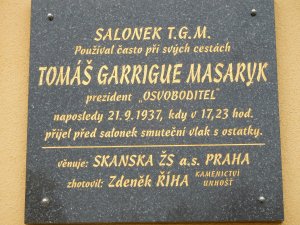 SALONEK T.G.M.
Používal často při svých cestách
TOMÁŠ GARRIGUE MASARYK
prezident „OSVOBODITEL"
naposledy 21.9.1937, kdy v 17,23 hod.
přijel před salonek smuteční vlak s ostatky.
věnuje: SKANSKA ŽS a.s. PRAHA
zhotovil: Zdeněk ŘÍHA KAMENICTVÍ
UNHOŠŤ